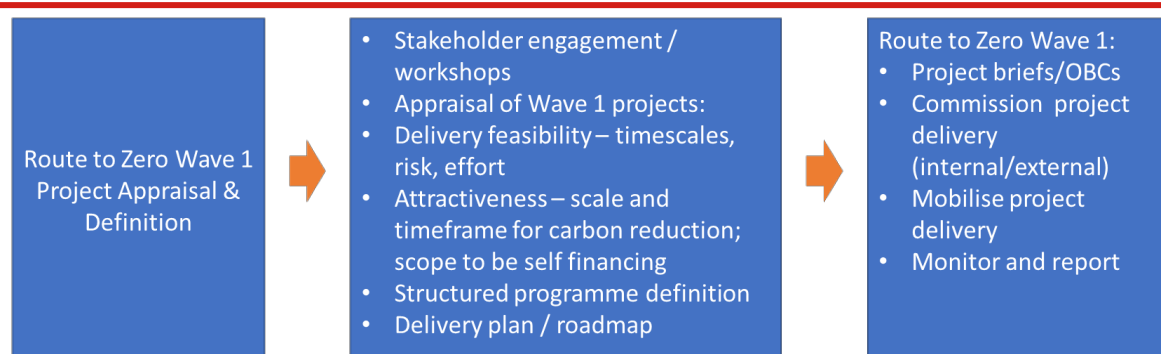 Route to Zero Wave 1
Project Appraisal &
Definition
• Stakeholder engagement /
workshops
• Appraisal of Wave 1 projects:
• Delivery feasibility – timescales,
risk, effort
• Attractiveness – scale and
timeframe for carbon reduction;
scope to be self financing
• Structured programme definition
• Delivery plan / roadmap
Route to Zero Wave 1:
• Project briefs/OBCs
• Commission project
delivery
(internal/external)
• Mobilise project
delivery
• Monitor and report